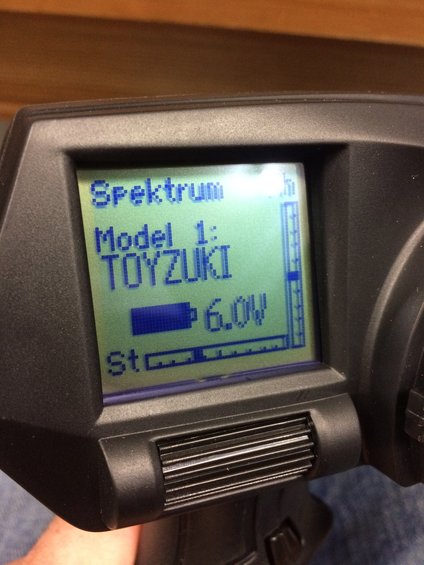 Spektrum
Model 1:
TOYZUKI
6.0V
St